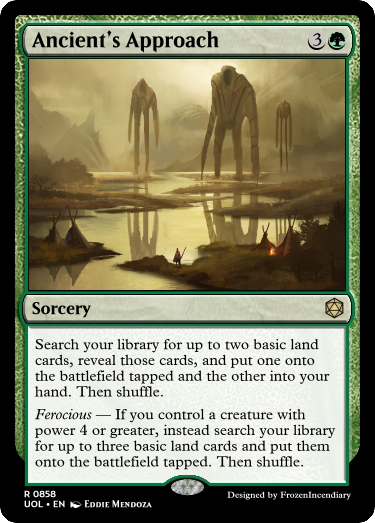 Ancient's Approach 3
Sorcery
Search your library for up to two basic land
cards, reveal those cards, and put one onto
the battlefield tapped and the other into your
hand. Then shuffle.
Ferocious — If you control a creature with
power 4 or greater, instead search your library
for up to three basic land cards and put them
onto the battlefield tapped. Then shuffle.
R 0858
UOL • EN Eddie Mendoza
Designed by FrozenIncendiary